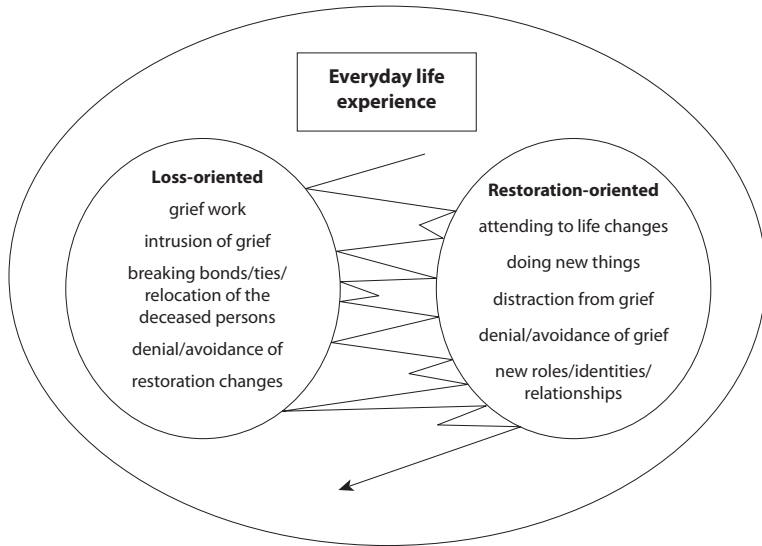 Everyday life
experience
Loss-oriented
grief work
intrusion of grief
breaking bonds/ties/
relocation of the
deceased persons
denial/avoidance of
restoration changes
Restoration-oriented
attending to life changes
doing new things
distraction from grief
denial/avoidance of grief
new roles/identities/
relationships